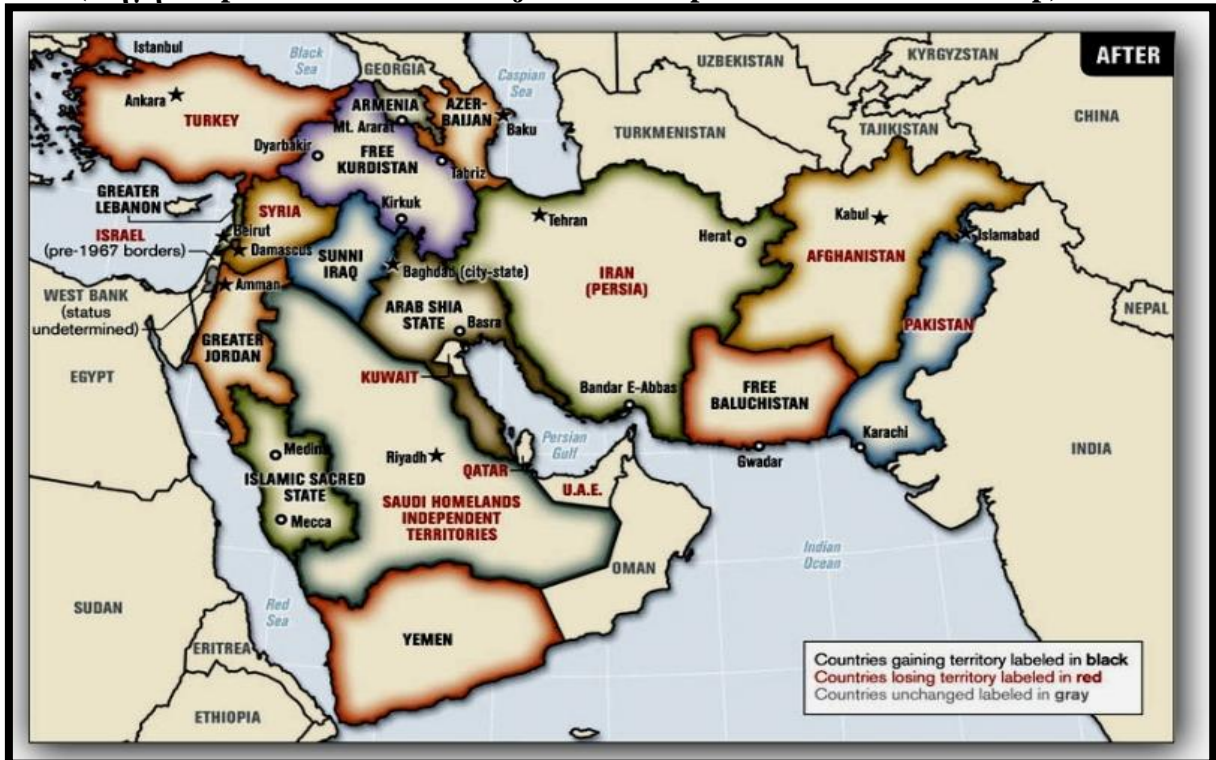 AFTER
Istanbul
Black
Sea
GEORGIA
Caspian
Sea
UZBEKISTAN
KYRGYZSTAN
Ankara
TURKEY
ARMENIA
AZER-
BAIJAN
Baku
TURKMENISTAN
TAJIKISTAN
CHINA
Mt. Ararat
Dyarbakir
FREE
KURDISTAN
Tabriz
GREATER
LEBANON
SYRIA
Kirkuk
Tehran
Herat
Kabul
Islamabad
ISRAEL
(pre-1967 borders)
Beirut
Damascus
SUNNI
IRAQ
Baghdad (city-state)
IRAN
(PERSIA)
AFGHANISTAN
WEST BANK
(status
undetermined)
Amman
ARAB SHIA
STATE
Basra
PAKISTAN
NEPAL
GREATER
JORDAN
EGYPT
KUWAIT
Bandar E-Abbas
FREE
BALUCHISTAN
Karachi
INDIA
Medina
Riyadh
Persian
Gulf
Gwadar
QATAR
ISLAMIC SACRED
STATE
U.A.E.
Mecca
SAUDI HOMELANDS
INDEPENDENT
TERRITORIES
OMAN
Indian
Ocean
SUDAN
Red
Sea
YEMEN
ERITREA
ETHIOPIA
Countries gaining territory labeled in black
Countries losing territory labeled in red
Countries unchanged labeled in gray